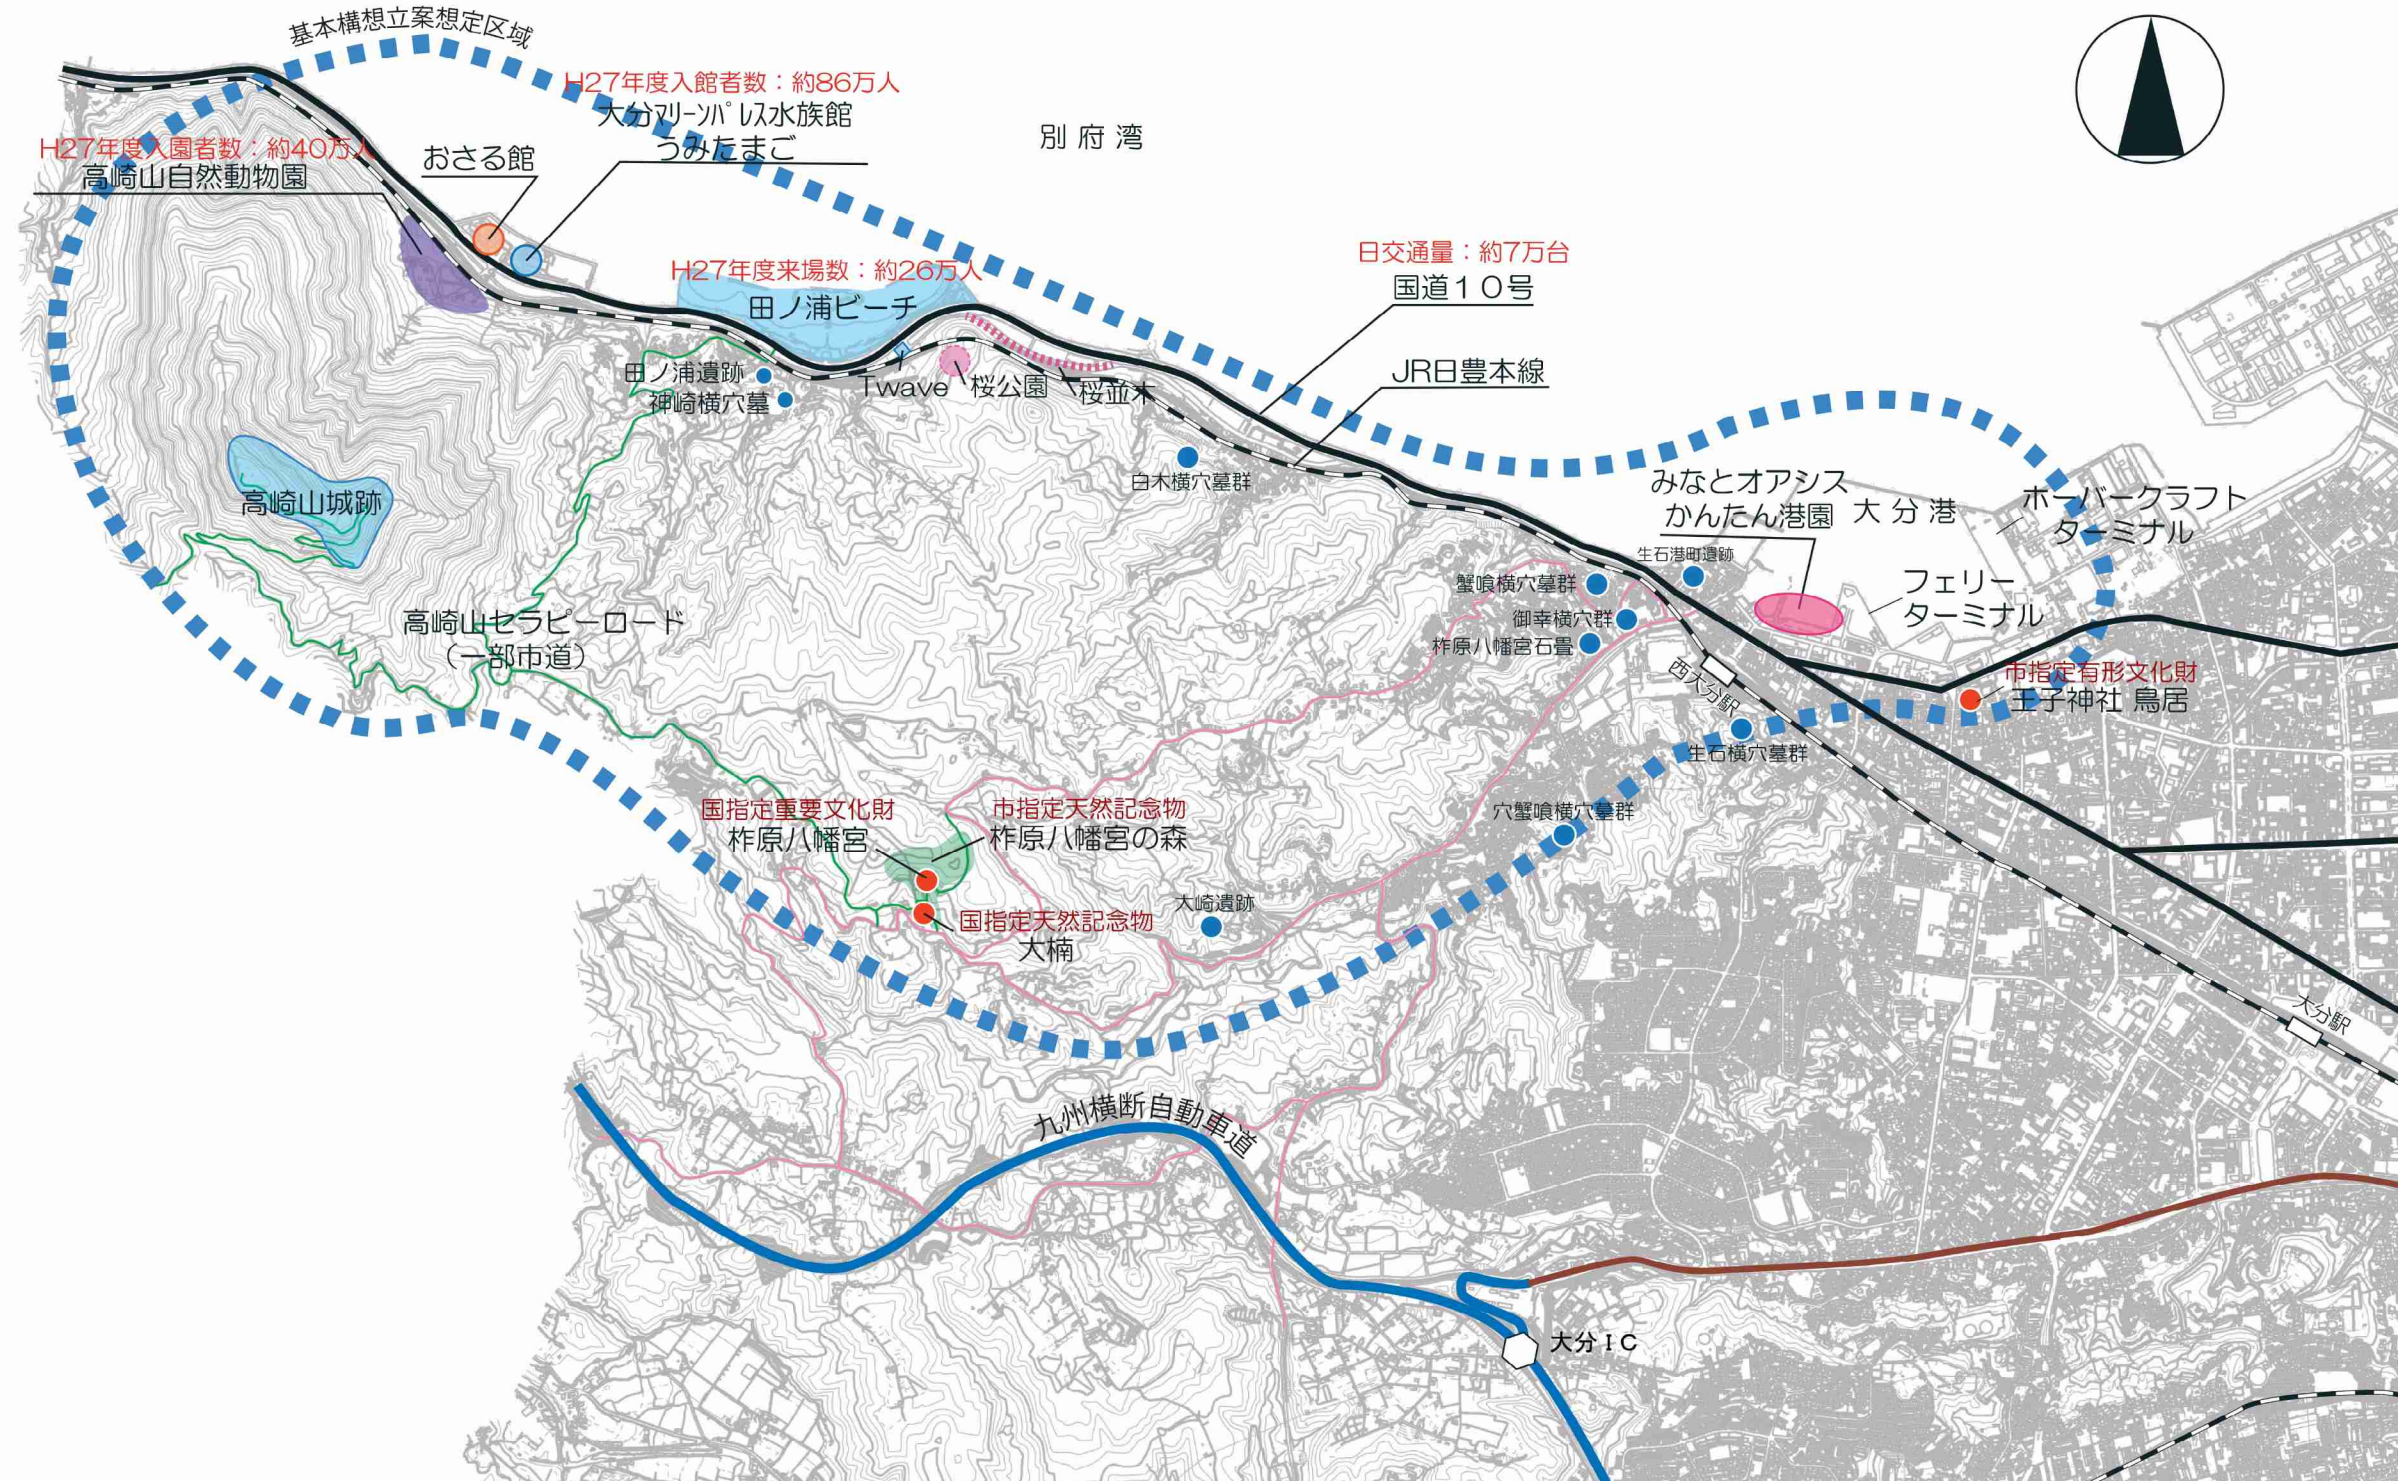 基本構想立案想定区域
H27年度入館者数：約86万人
大分ﾏﾘｰﾝﾊﾟﾚｽ水族館
うみたまご
別府湾
H27年度入園者数：約40万人
高崎山自然動物園
おさる館
H27年度来場数：約26万人
田ノ浦ビーチ
日交通量：約7万台
国道１０号
JR日豊本線
田ノ浦遺跡
神崎横穴墓
Twave
桜公園
桜並木
白木横穴墓群
高崎山城跡
みなとオアシス
かんたん港園
大分港
ホーバークラフト
ターミナル
生石港町遺跡
蟹喰横穴墓群
御幸横穴群
柞原八幡宮石畳
フェリー
ターミナル
高崎山セラピーロード
（一部市道）
西大分駅
市指定有形文化財
王子神社 鳥居
生石横穴墓群
国指定重要文化財
柞原八幡宮
市指定天然記念物
柞原八幡宮の森
穴蟹喰横穴墓群
大崎遺跡
国指定天然記念物
大楠
大分駅
九州横断自動車道
大分ＩＣ